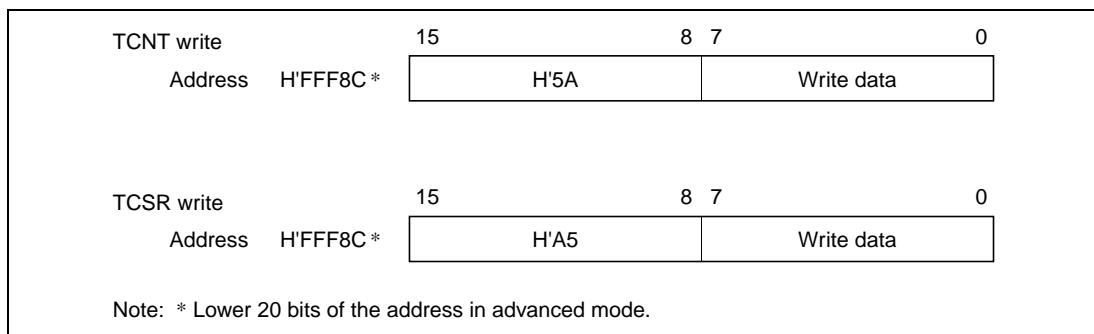 TCNT write 15 8 7 0
Address H'FFF8C * H'5A Write data
TCSR write 15 8 7 0
Address H'FFF8C * H'A5 Write data
Note: * Lower 20 bits of the address in advanced mode.